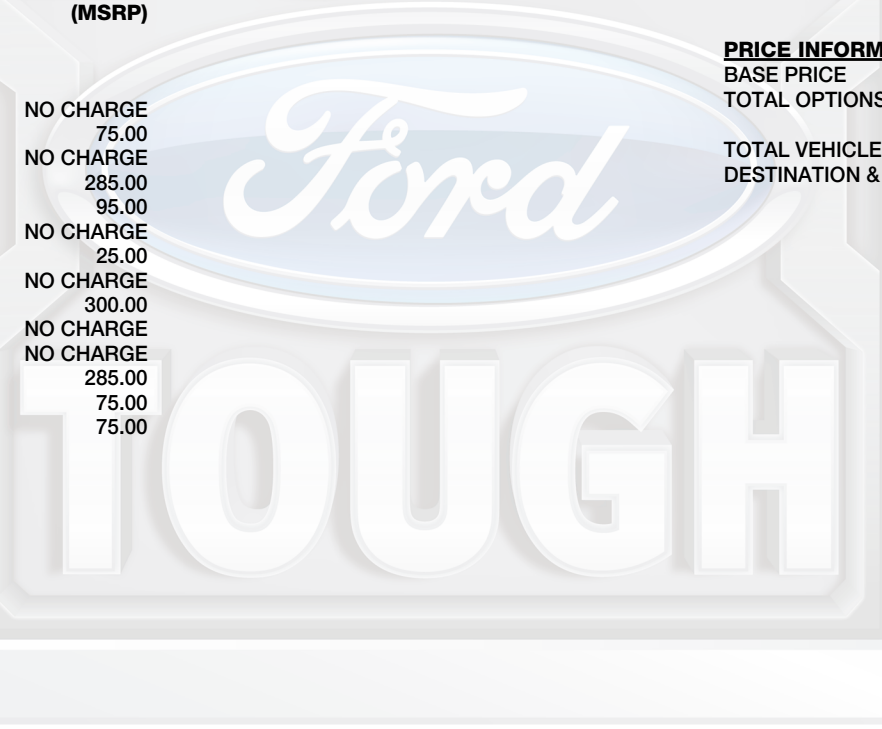 (MSRP)
NO CHARGE
75.00
NO CHARGE
285.00
95.00
NO CHARGE
25.00
NO CHARGE
300.00
NO CHARGE
NO CHARGE
285.00
75.00
75.00
PRICE INFORM
BASE PRICE
TOTAL OPTIONS
TOTAL VEHICLE
DESTINATION &
Ford
TOUGH